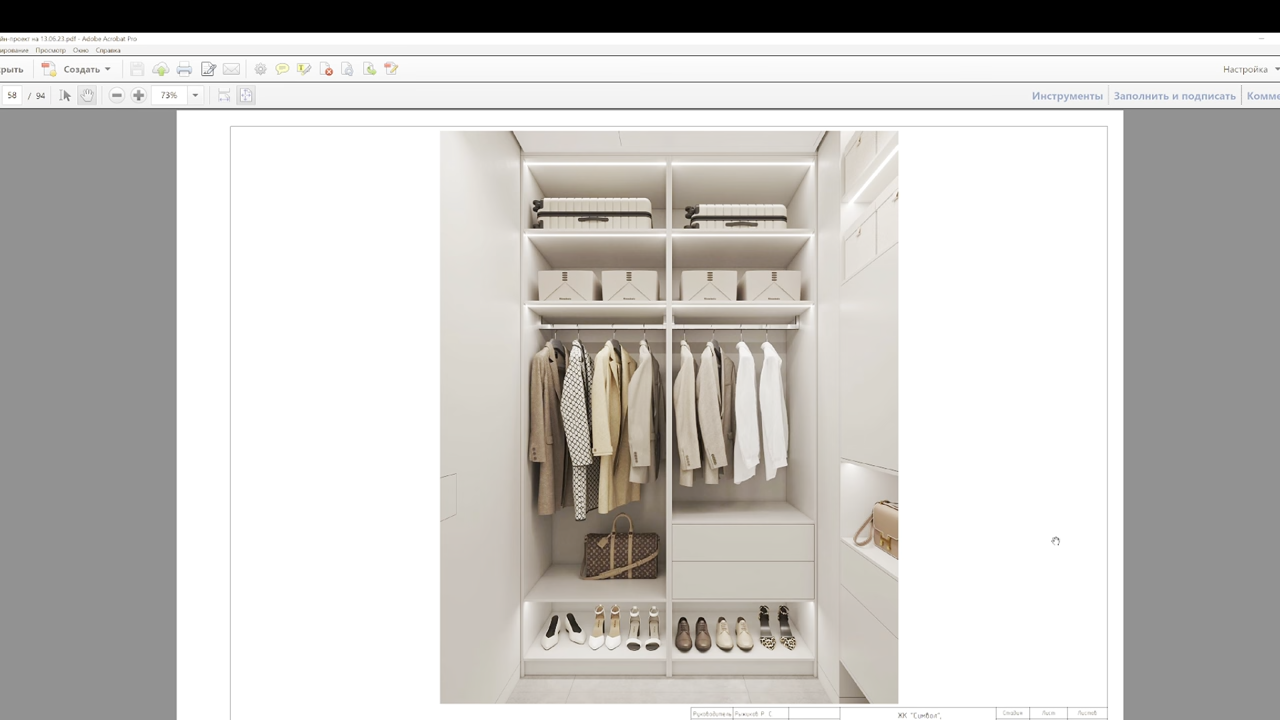 йн-проект на 13.06.23.pdf - Adobe Acrobat Pro
ирование Просмотр Окно Справка
рыть Создать Настройка
58 / 94 73% Инструменты Заполнить и подписать Комме
Руководитель Рыжиков Р. С. ЖК "Символ", Стадия Лист Листов